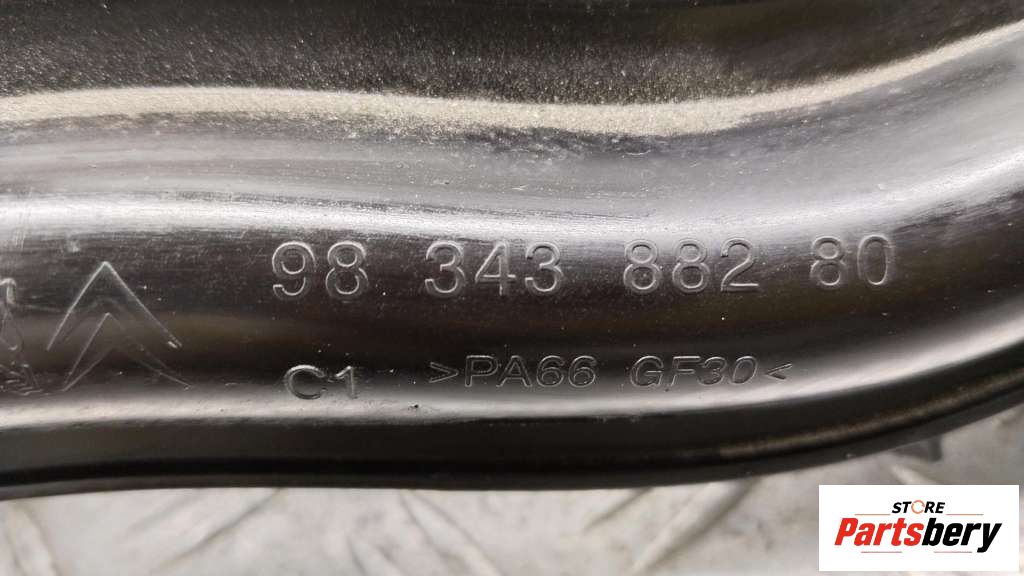 98 343 882 80
C1 >PA66 GF30<
STORE
Partsbery